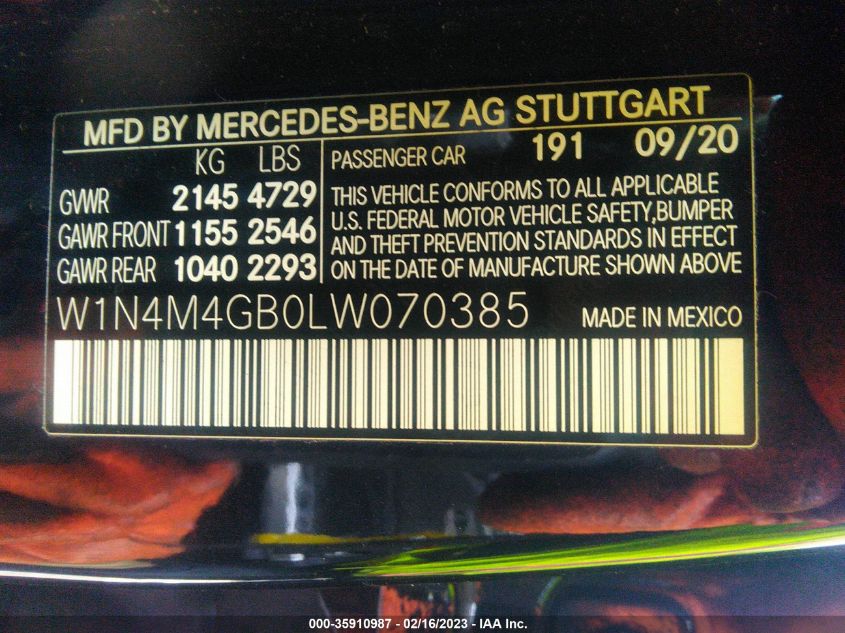 MFD BY MERCEDES-BENZ AG STUTTGART
KG LBS
GVWR 2145 4729
GAWR FRONT 1155 2546
GAWR REAR 1040 2293
PASSENGER CAR 191 09/20
THIS VEHICLE CONFORMS TO ALL APPLICABLE
U.S. FEDERAL MOTOR VEHICLE SAFETY,BUMPER
AND THEFT PREVENTION STANDARDS IN EFFECT
ON THE DATE OF MANUFACTURE SHOWN ABOVE
W1N4M4GB0LW070385 MADE IN MEXICO
000-35910987 - 02/16/2023 - IAA Inc.